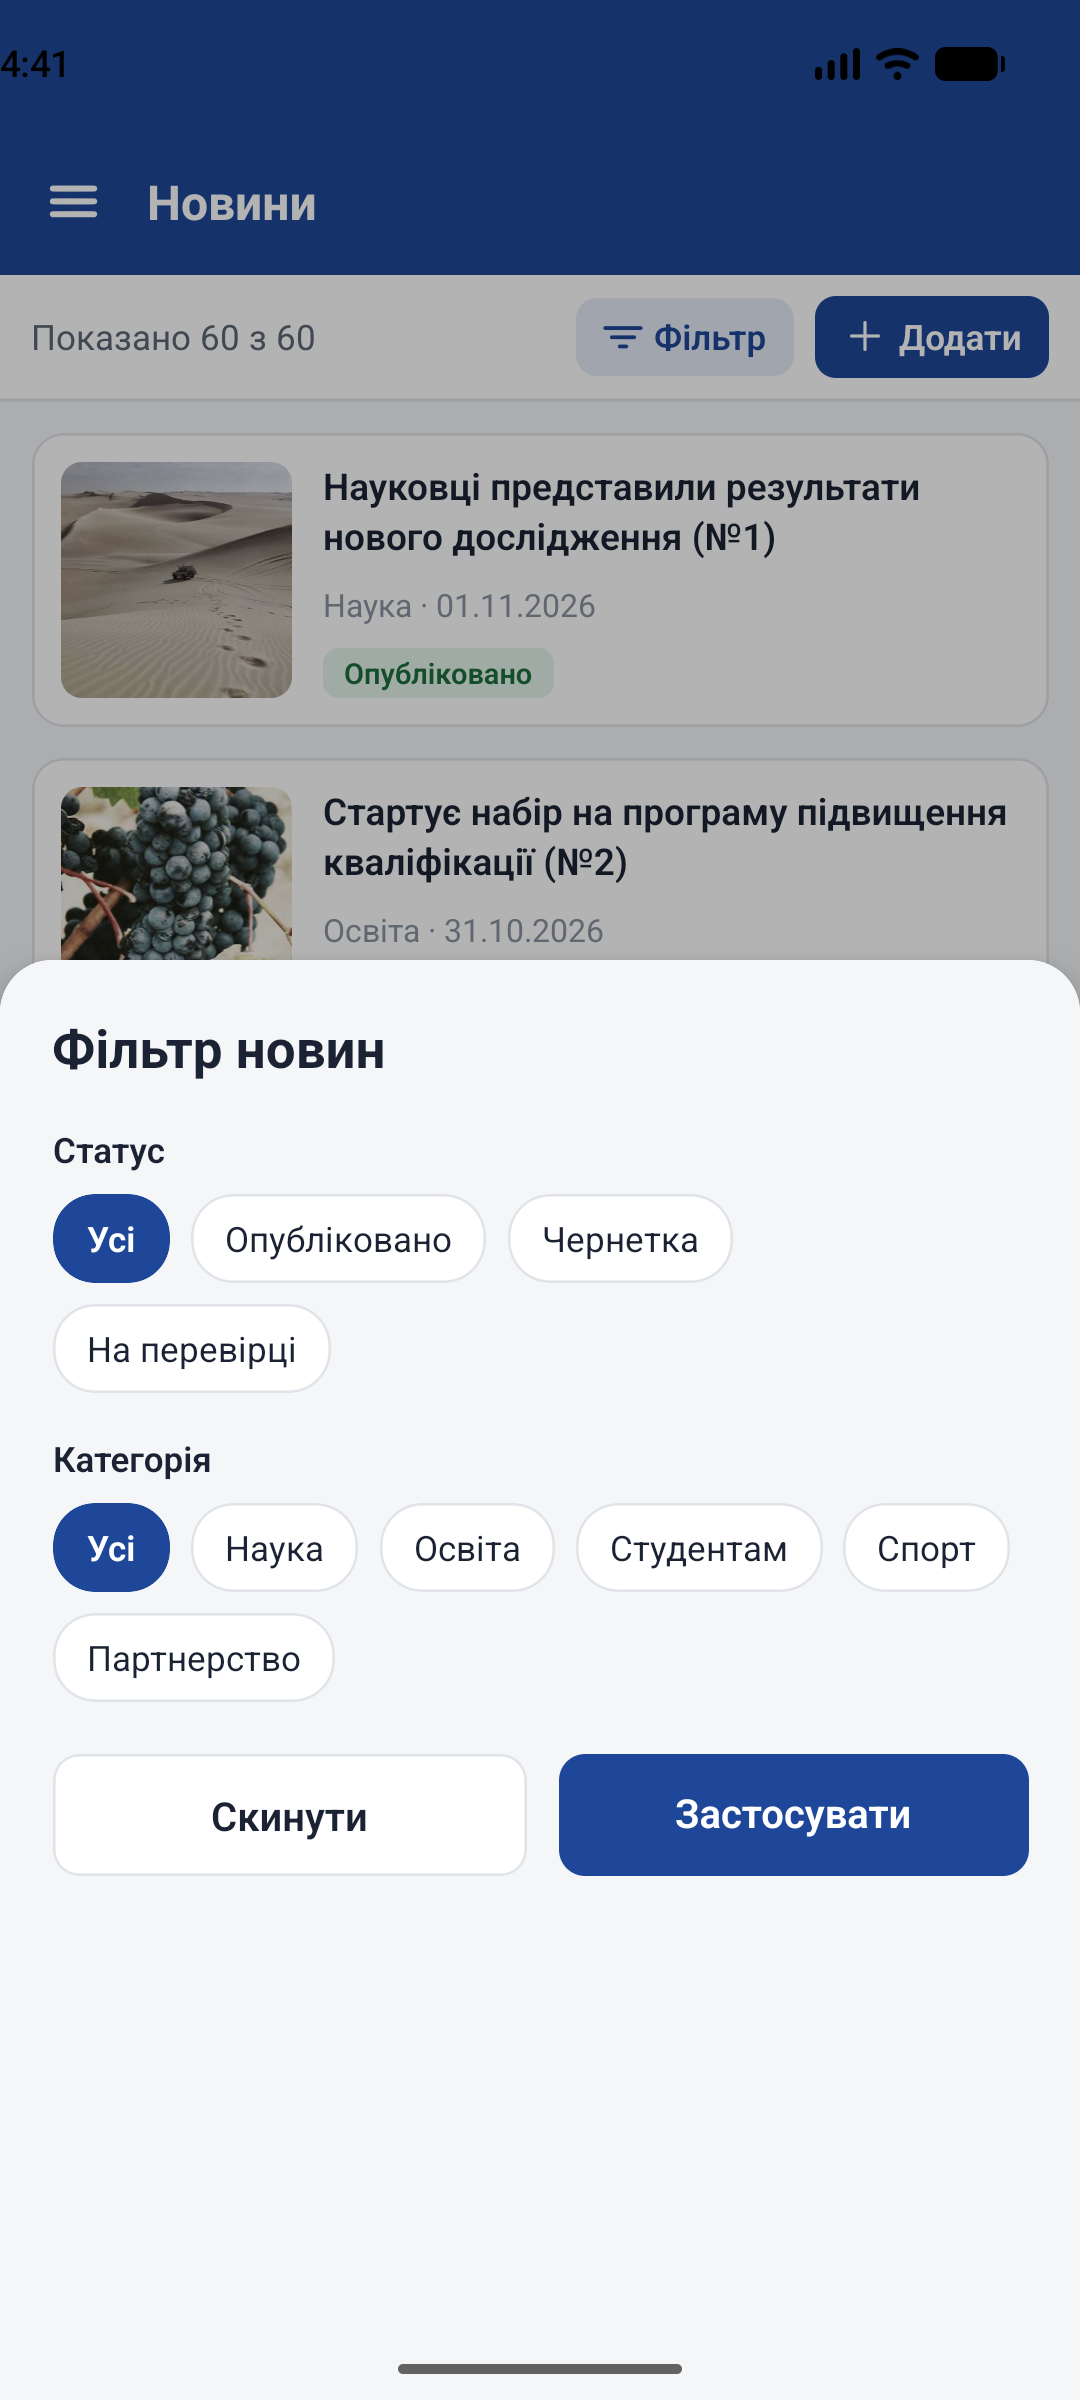 4:41
Новини
Показано 60 з 60
Фільтр
Додати
Науковці представили результати
нового дослідження (№1)
Наука · 01.11.2026
Опубліковано
Стартує набір на програму підвищення
кваліфікації (№2)
Освіта · 31.10.2026
Фільтр новин
Статус
Усі
Опубліковано
Чернетка
На перевірці
Категорія
Усі
Наука
Освіта
Студентам
Спорт
Партнерство
Скинути
Застосувати